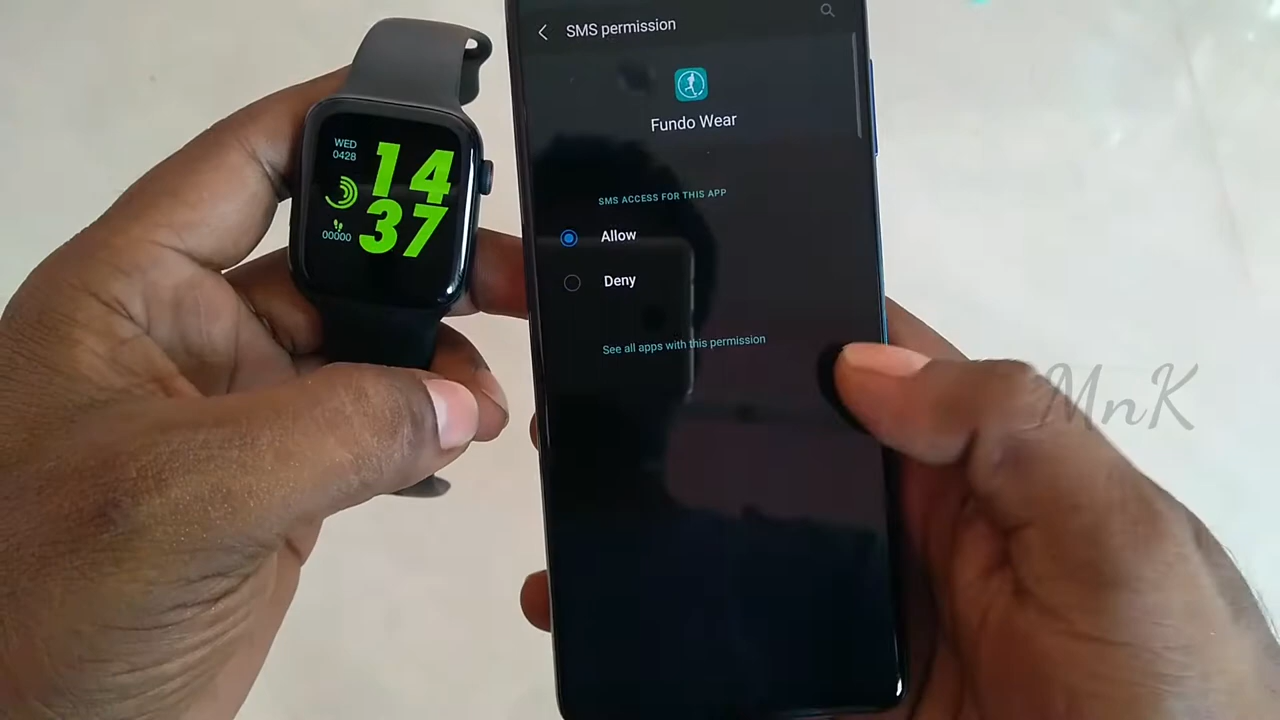 WED
0428
14
37
00000
SMS permission
Fundo Wear
SMS ACCESS FOR THIS APP
Allow
Deny
See all apps with this permission
MnK